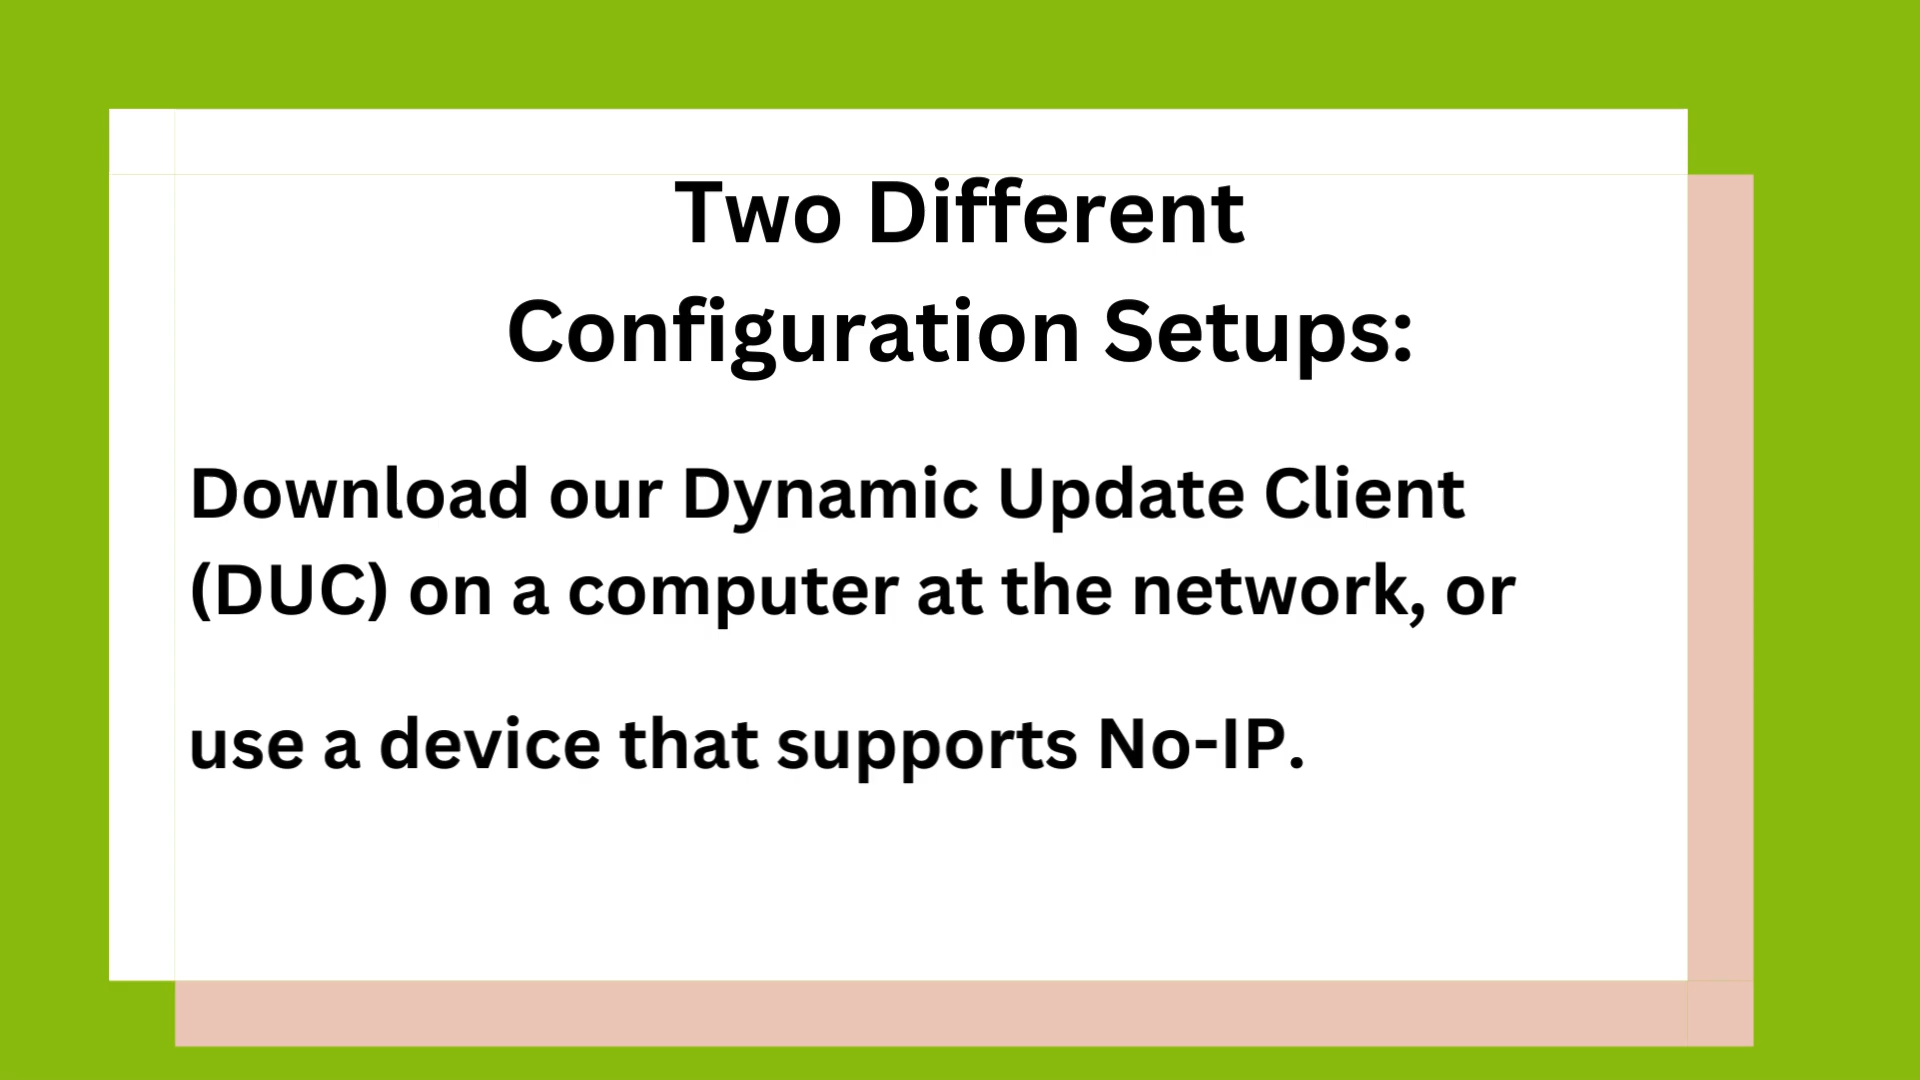 Two Different
Configuration Setups:
Download our Dynamic Update Client
(DUC) on a computer at the network, or
use a device that supports No-IP.